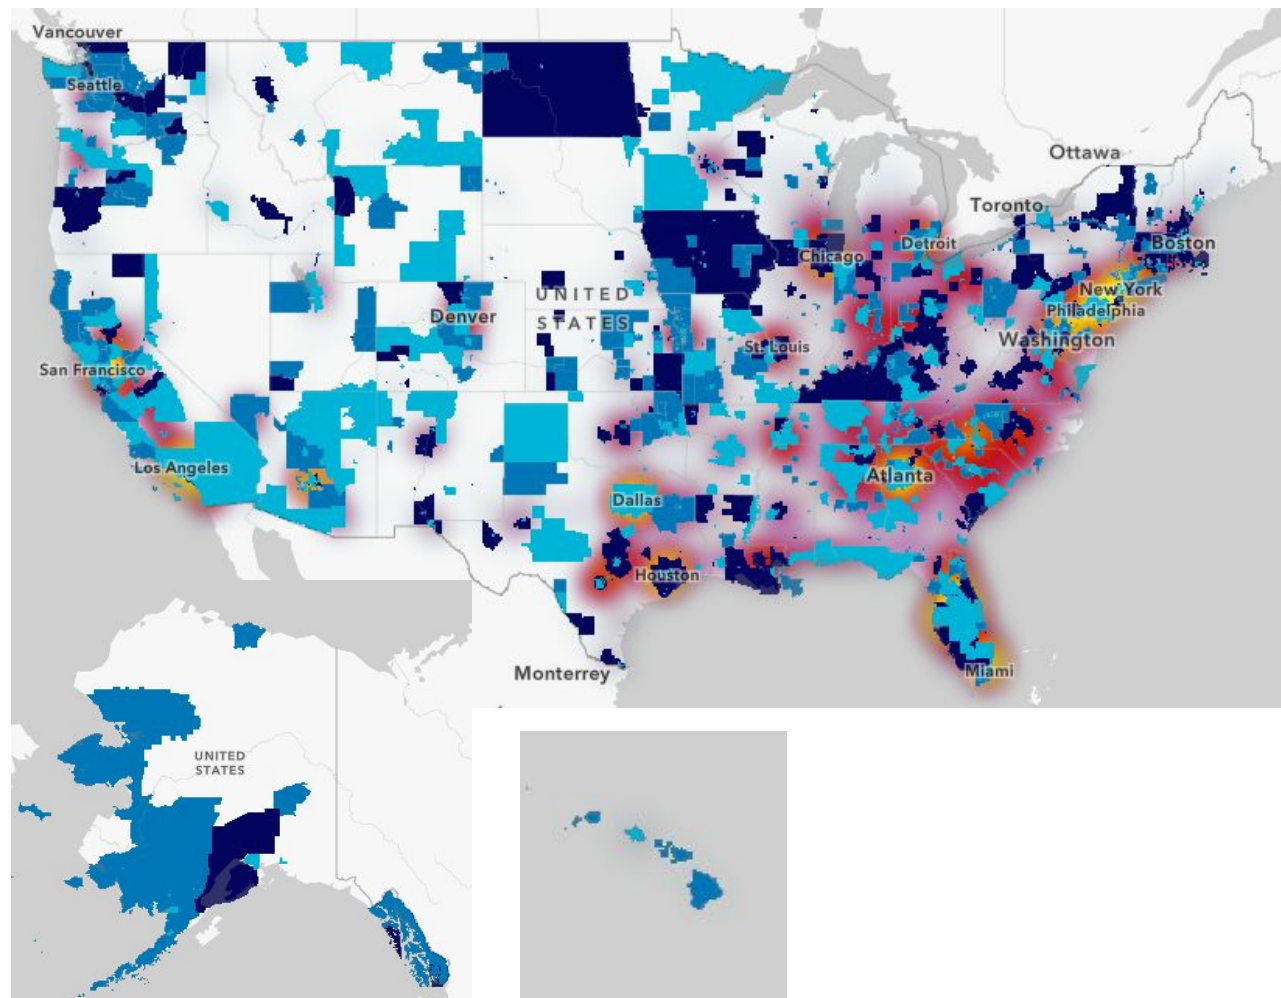 Vancouver
Seattle
Ottawa
Toronto
Boston
Detroit
Chicago
New York
UNITED
STATES
Denver
Philadelphia
Washington
St. Louis
San Francisco
Los Angeles
Atlanta
Dallas
Houston
Miami
Monterrey
UNITED
STATES